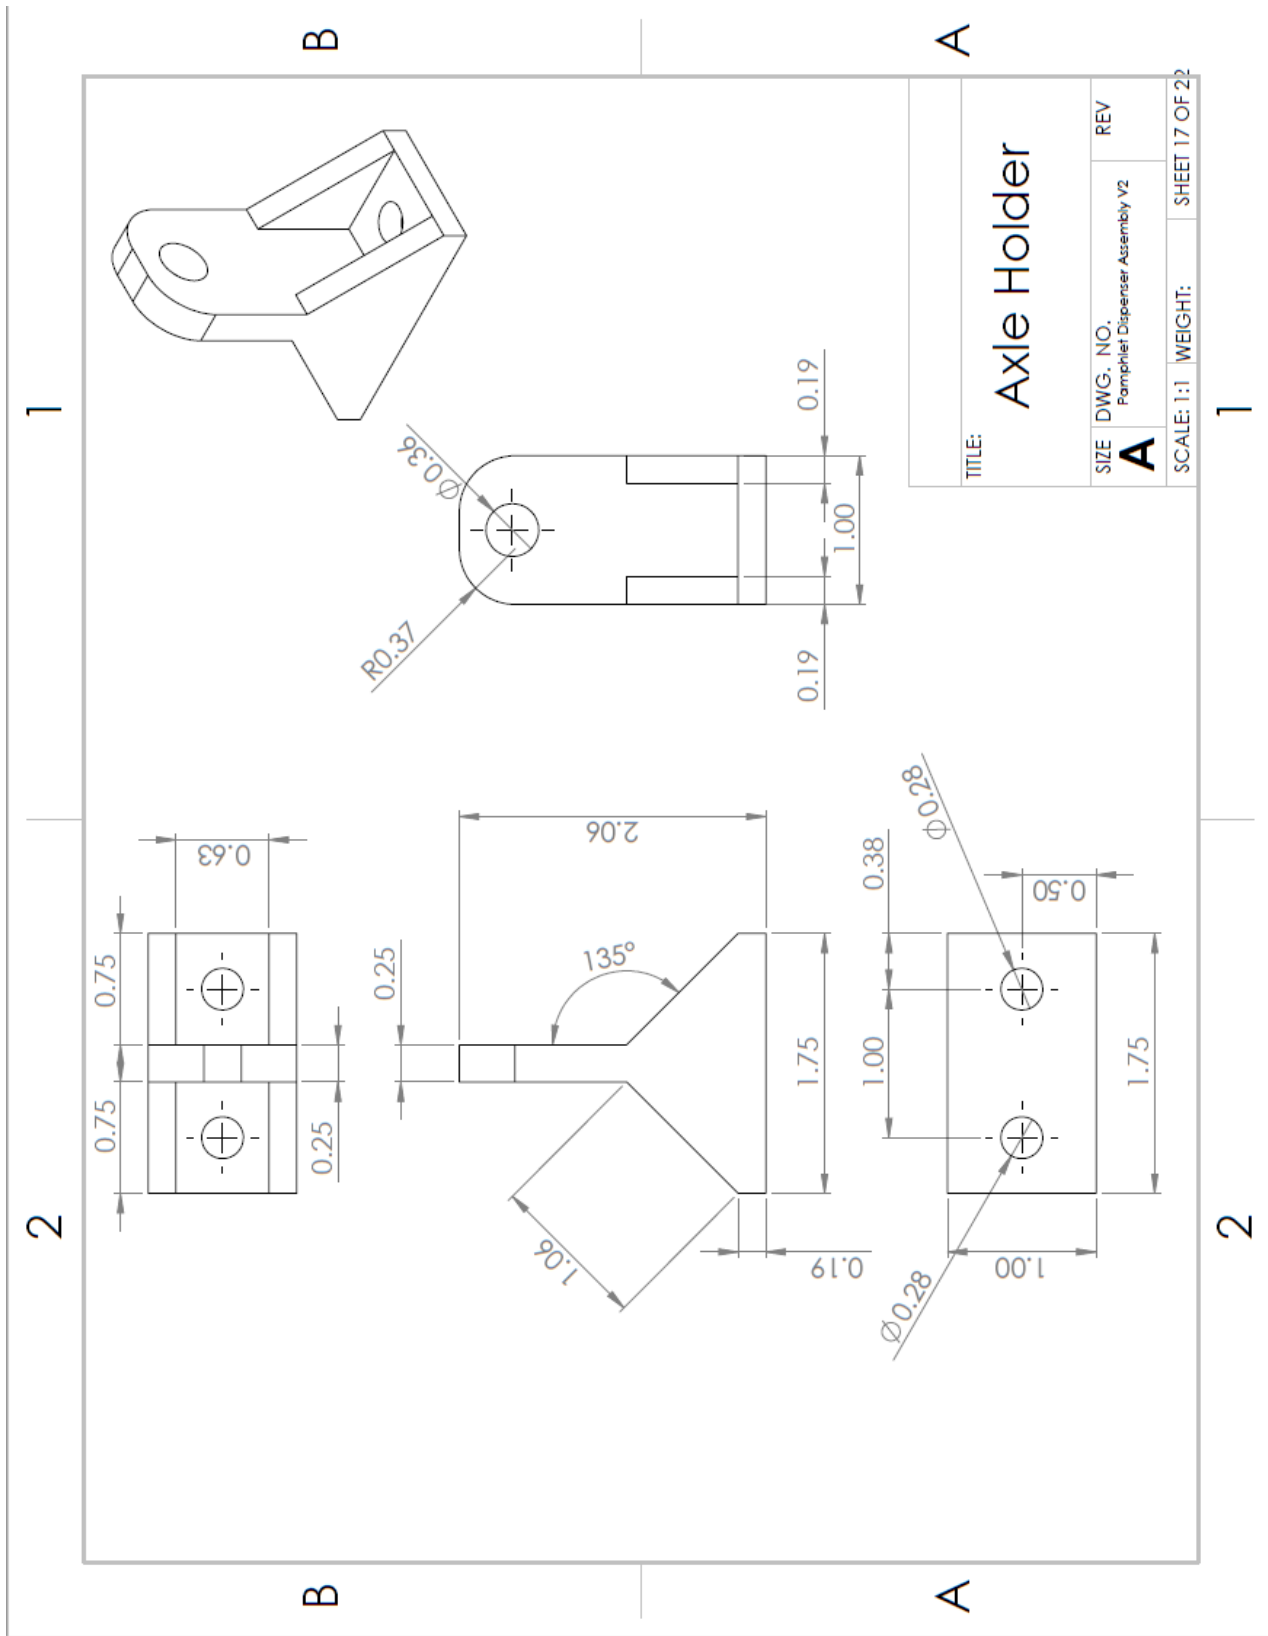 B
A
1
2
0.75
0.75
0.63
0.25
0.25
2.06
135°
1.06
1.75
0.19
R0.37
Ø0.36
0.19
0.19
1.00
0.38
Ø0.28
1.00
0.50
1.75
1.00
Ø0.28
TITLE:
Axle Holder
SIZE
A
DWG. NO.
Pamphlet Dispenser Assembly V2
REV
SCALE: 1:1
WEIGHT:
SHEET 17 OF 22
2
1
B
A